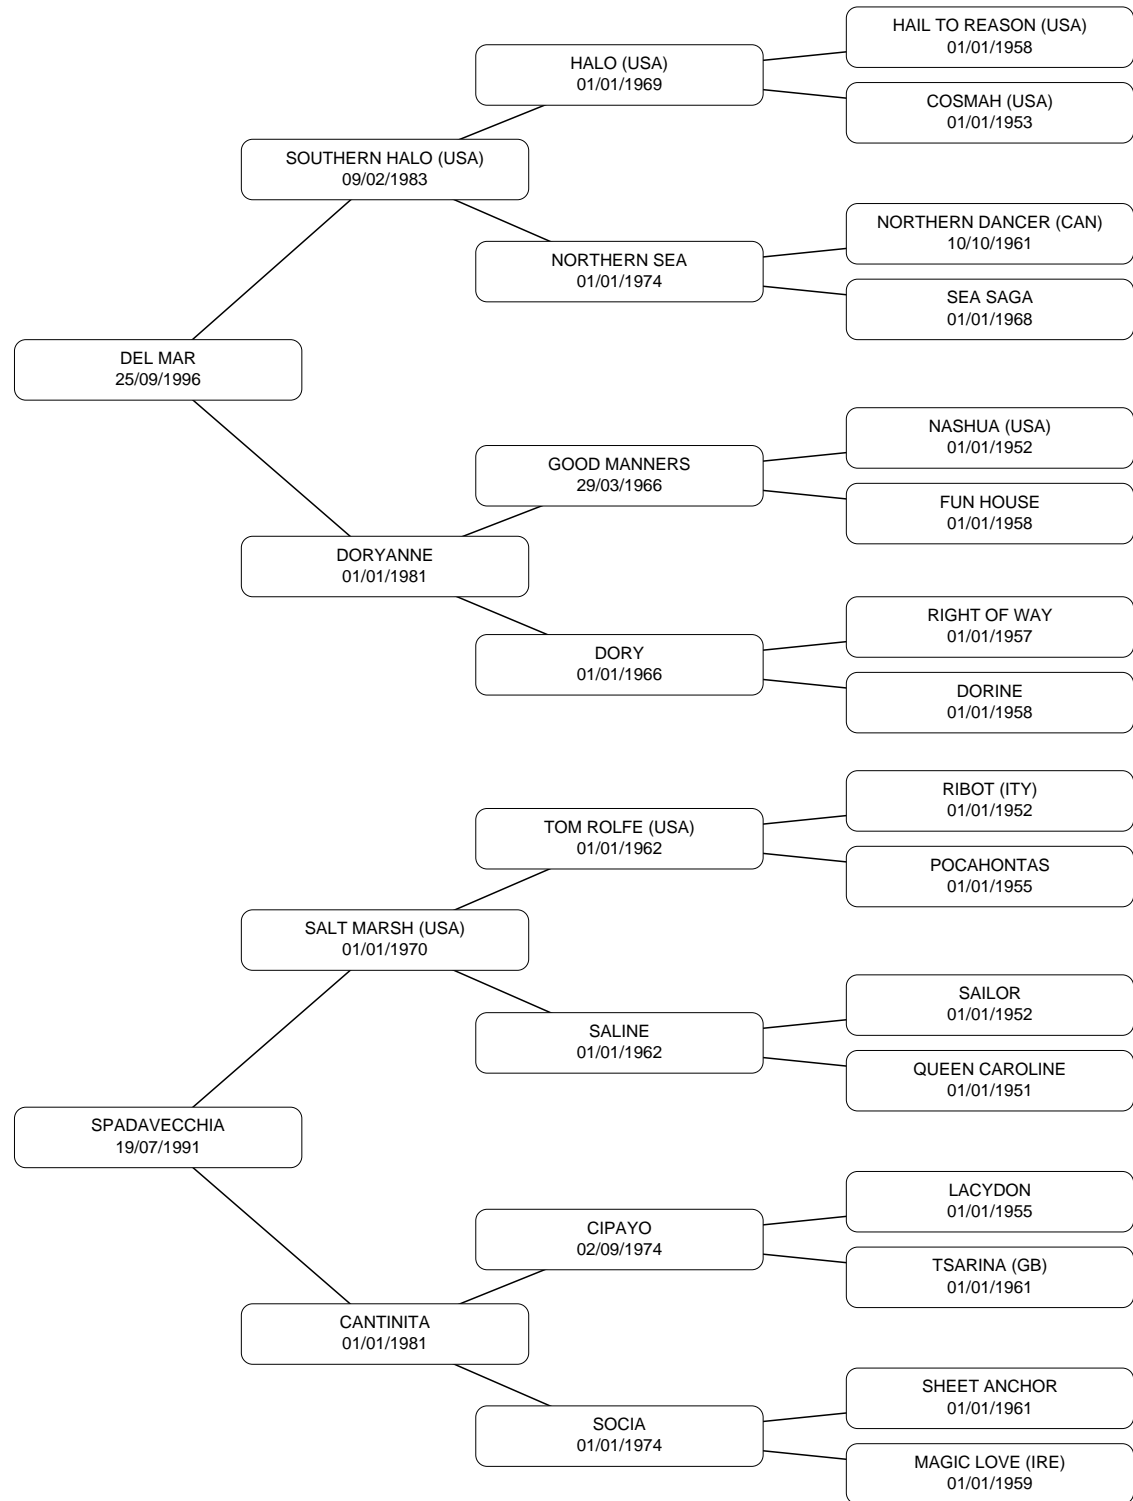 HAIL TO REASON (USA)
01/01/1958
HALO (USA)
01/01/1969
COSMAH (USA)
01/01/1953
SOUTHERN HALO (USA)
09/02/1983
NORTHERN DANCER (CAN)
10/10/1961
NORTHERN SEA
01/01/1974
SEA SAGA
01/01/1968
DEL MAR
25/09/1996
NASHUA (USA)
01/01/1952
GOOD MANNERS
29/03/1966
FUN HOUSE
01/01/1958
DORYANNE
01/01/1981
RIGHT OF WAY
01/01/1957
DORY
01/01/1966
DORINE
01/01/1958
RIBOT (ITY)
01/01/1952
TOM ROLFE (USA)
01/01/1962
POCAHONTAS
01/01/1955
SALT MARSH (USA)
01/01/1970
SAILOR
01/01/1952
SALINE
01/01/1962
QUEEN CAROLINE
01/01/1951
SPADAVECCHIA
19/07/1991
LACYDON
01/01/1955
CIPAYO
02/09/1974
TSARINA (GB)
01/01/1961
CANTINITA
01/01/1981
SHEET ANCHOR
01/01/1961
SOCIA
01/01/1974
MAGIC LOVE (IRE)
01/01/1959